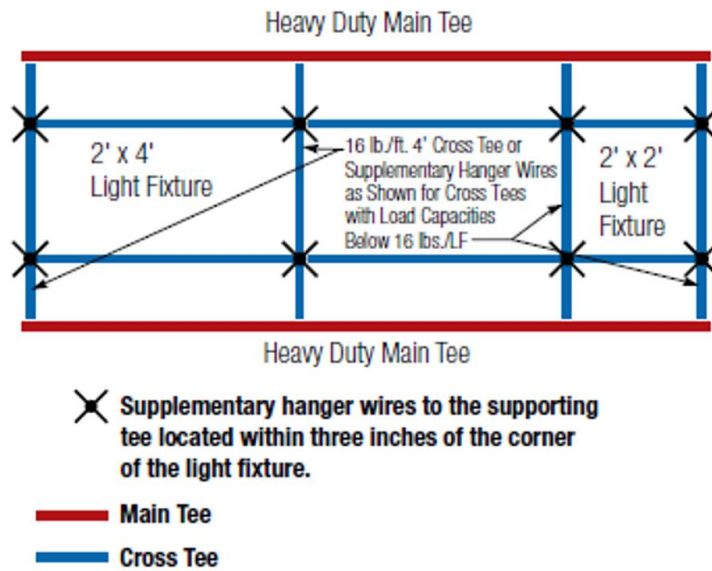 Heavy Duty Main Tee
2' x 4'
Light Fixture
16 lb./ft. 4' Cross Tee or
Supplementary Hanger Wires
as Shown for Cross Tees
with Load Capacities
Below 16 lbs./LF
2' x 2'
Light
Fixture
Heavy Duty Main Tee
Supplementary hanger wires to the supporting
tee located within three inches of the corner
of the light fixture.
Main Tee
Cross Tee